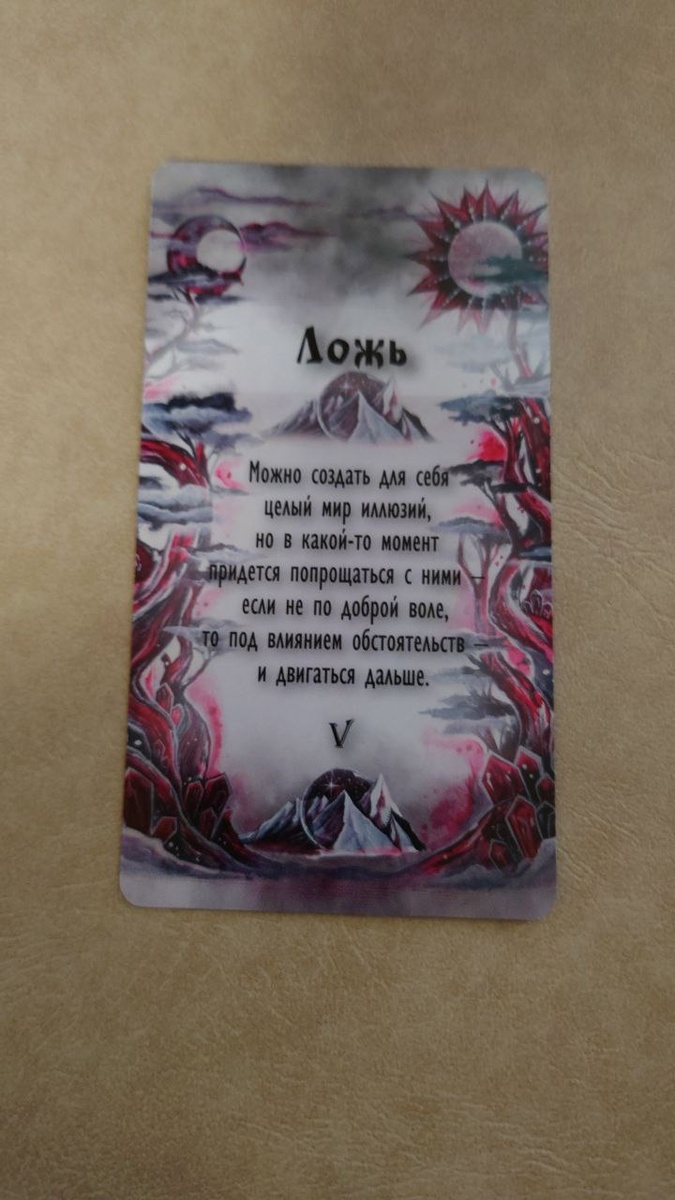 Ложь
Можно создать для себя
целый мир иллюзий,
но в какой-то момент
придется попрощаться с ними –
если не по доброй воле,
то под влиянием обстоятельств –
и двигаться дальше.
V